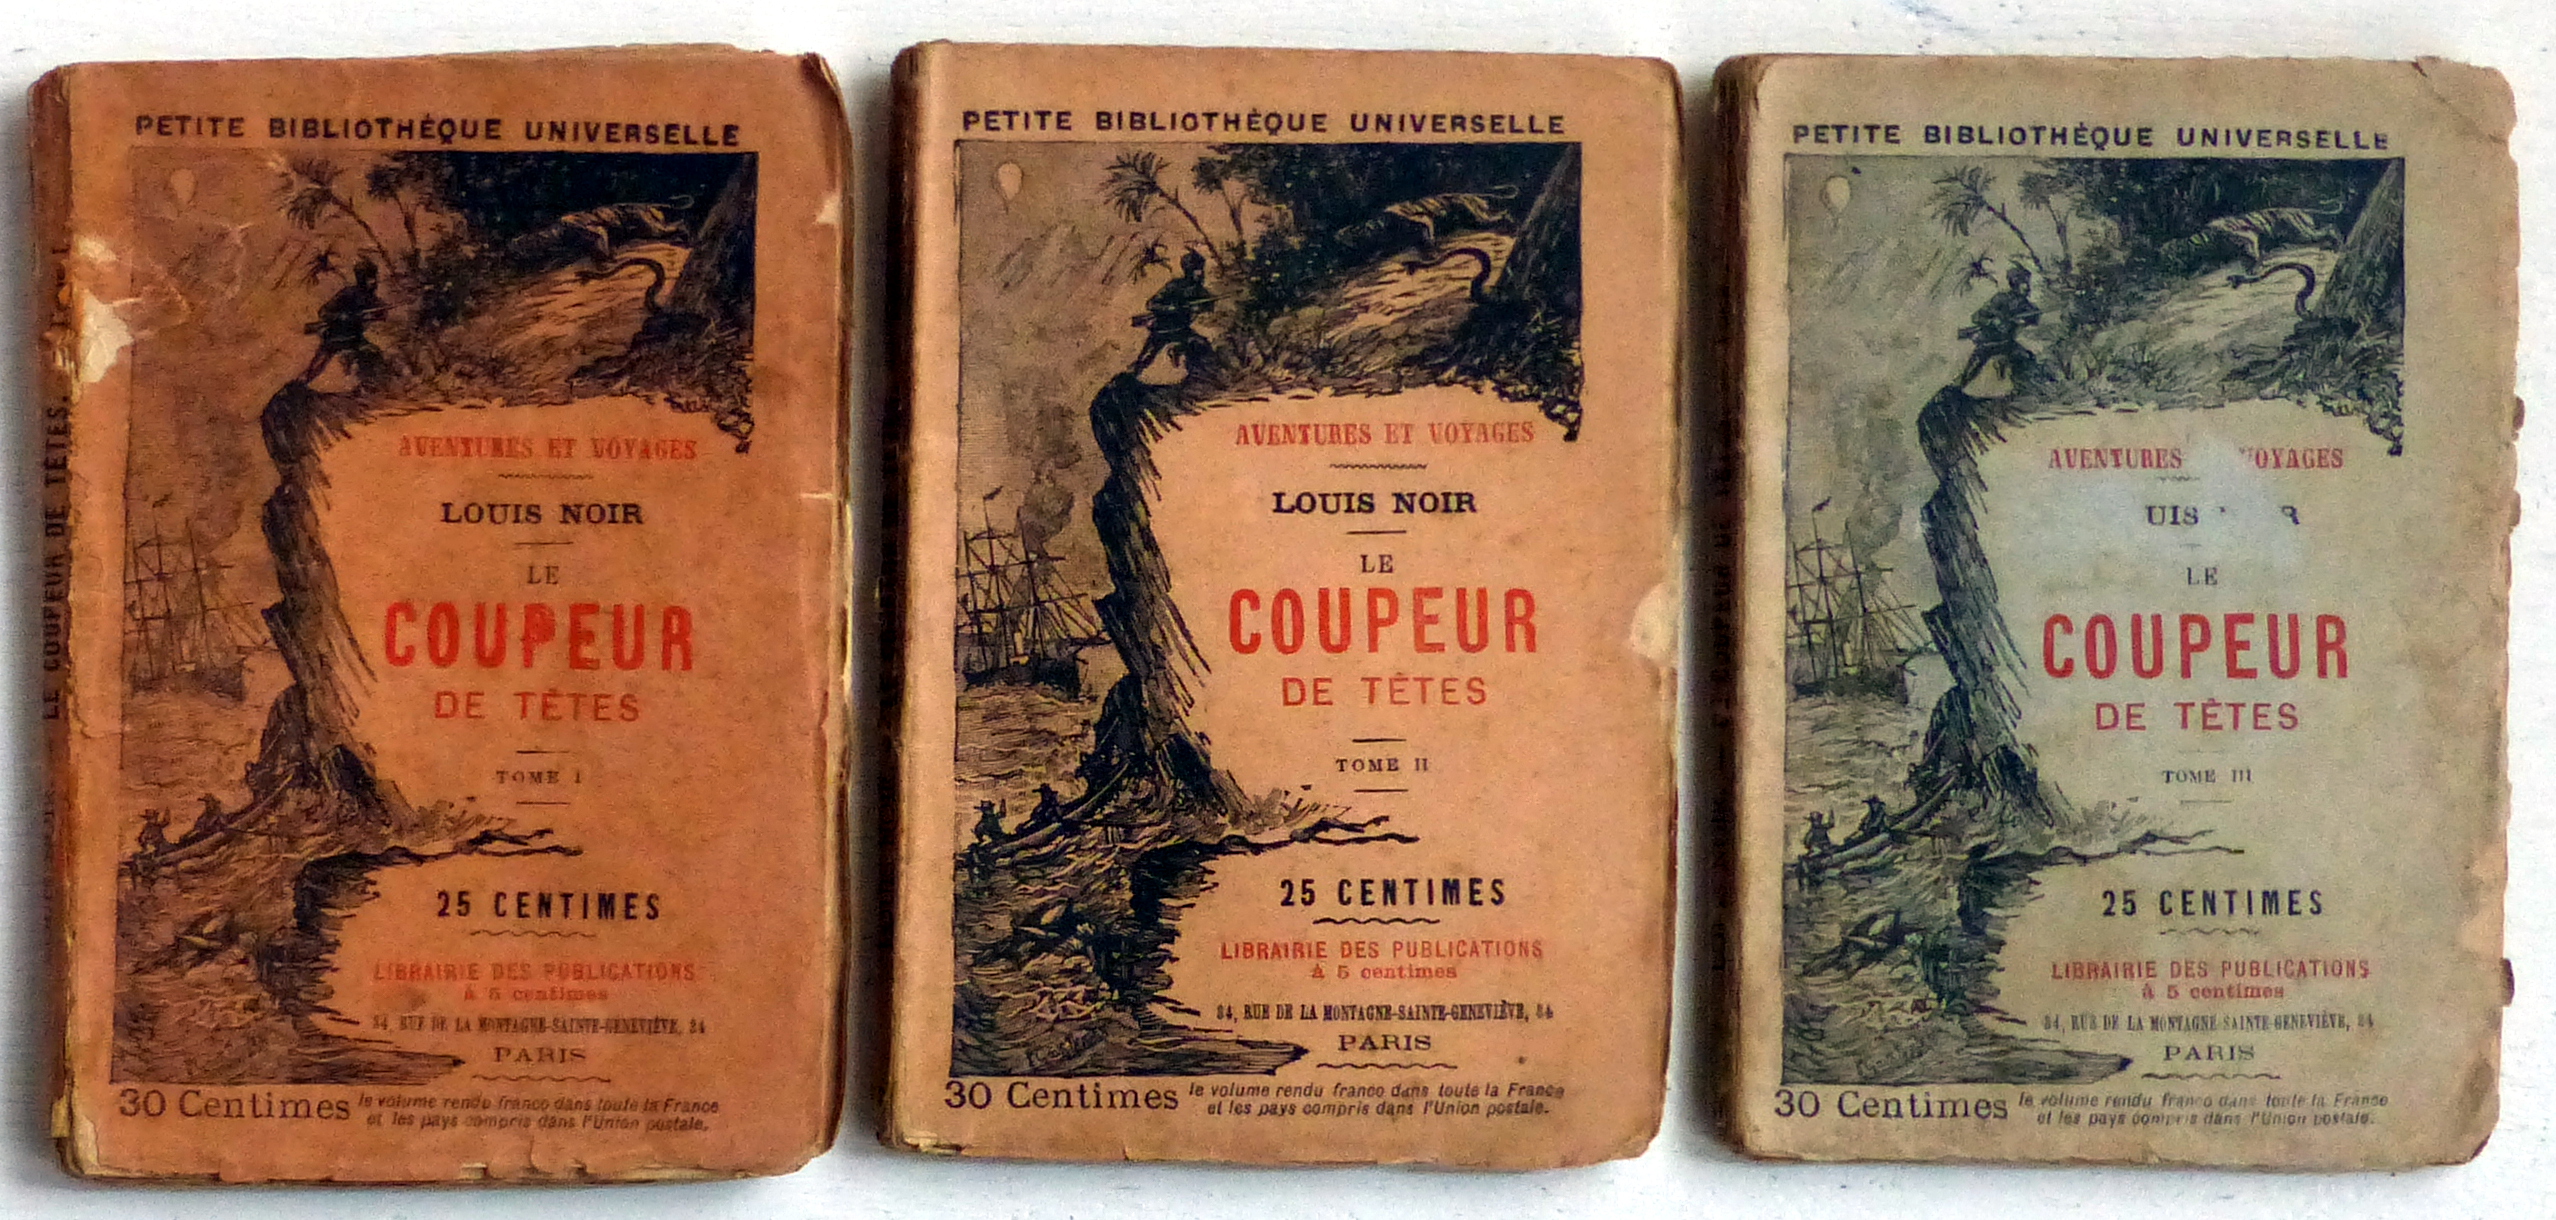 LE COUPEUR DE TÊTES.
PETITE BIBLIOTHÈQUE UNIVERSELLE
AVENTURES ET VOYAGES
LOUIS NOIR
LE
COUPEUR
DE TÊTES
TOME I
25 CENTIMES
LIBRAIRIE DES PUBLICATIONS
à 5 centimes
34, RUE DE LA MONTAGNE-SAINTE-GENEVIÈVE, 34
PARIS
30 Centimes le volume rendu franco dans toute la France
et les pays compris dans l'Union postale.
PETITE BIBLIOTHÈQUE UNIVERSELLE
AVENTURES ET VOYAGES
LOUIS NOIR
LE
COUPEUR
DE TÊTES
TOME II
25 CENTIMES
LIBRAIRIE DES PUBLICATIONS
à 5 centimes
34, RUE DE LA MONTAGNE-SAINTE-GENEVIÈVE, 34
PARIS
30 Centimes le volume rendu franco dans toute la France
et les pays compris dans l'Union postale.
PETITE BIBLIOTHÈQUE UNIVERSELLE
AVENTURES VOYAGES
UIS R
LE
COUPEUR
DE TÊTES
TOME III
25 CENTIMES
LIBRAIRIE DES PUBLICATIONS
à 5 centimes
34, RUE DE LA MONTAGNE-SAINTE-GENEVIÈVE, 34
PARIS
30 Centimes le volume rendu franco dans toute la France
et les pays compris dans l'Union postale.